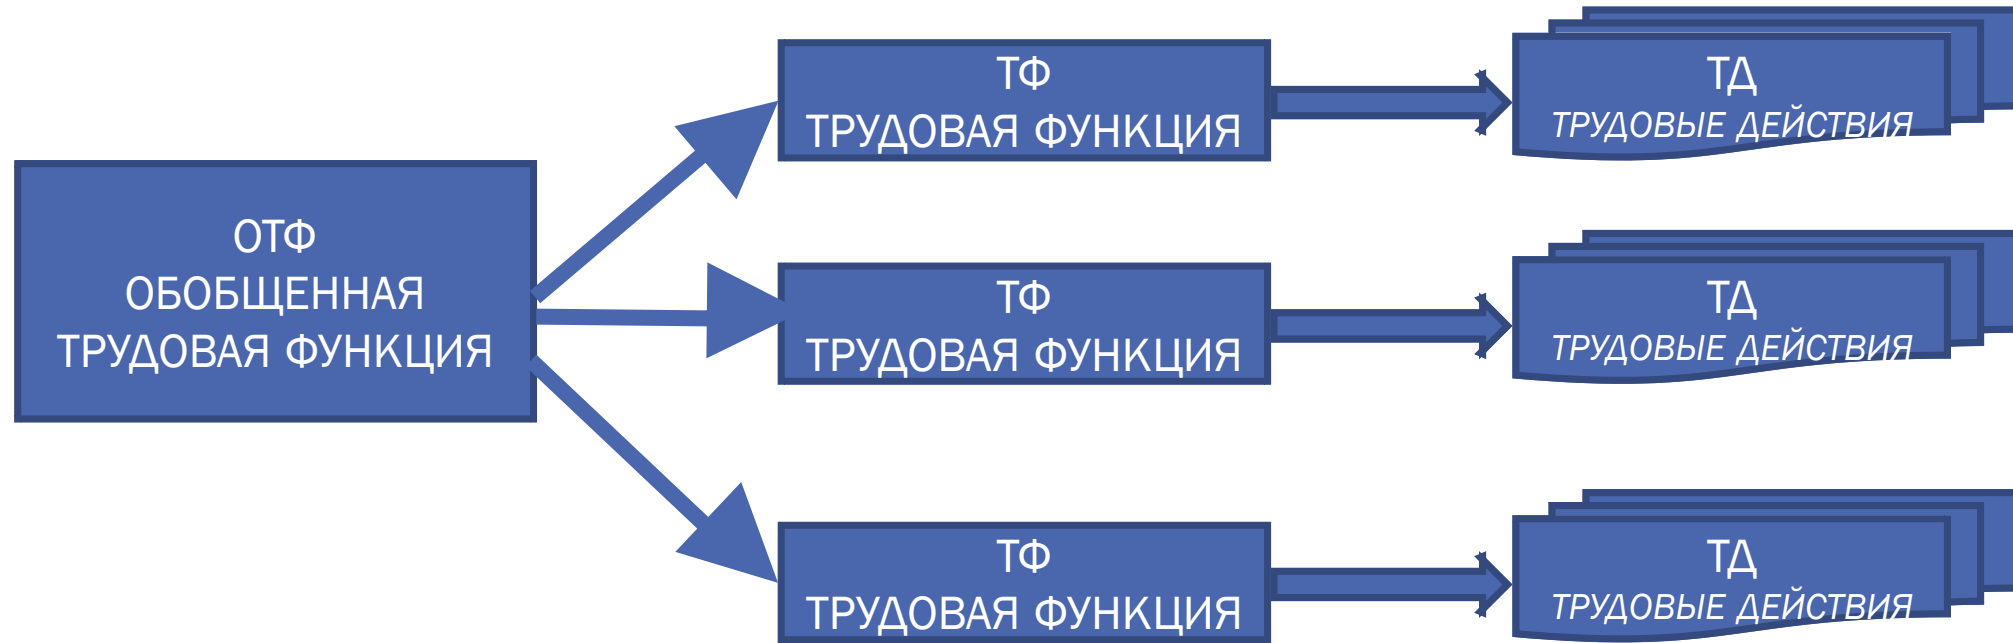 ОТФ
ОБОБЩЕННАЯ
ТРУДОВАЯ ФУНКЦИЯ
ТФ
ТРУДОВАЯ ФУНКЦИЯ
ТД
ТРУДОВЫЕ ДЕЙСТВИЯ
ТФ
ТРУДОВАЯ ФУНКЦИЯ
ТД
ТРУДОВЫЕ ДЕЙСТВИЯ
ТФ
ТРУДОВАЯ ФУНКЦИЯ
ТД
ТРУДОВЫЕ ДЕЙСТВИЯ